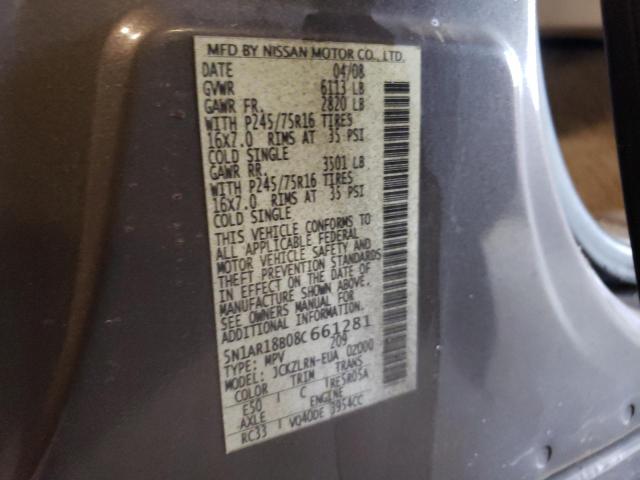 MFD BY NISSAN MOTOR CO., LTD.
DATE 04/08
GVWR 6113 LB
GAWR FR. 2820 LB
WITH P245/75R16 TIRES
16X7.0 RIMS AT 35 PSI
COLD SINGLE
GAWR RR. 3501 LB
WITH P245/75R16 TIRES
16X7.0 RIMS AT 35 PSI
COLD SINGLE
THIS VEHICLE CONFORMS TO
ALL APPLICABLE FEDERAL
MOTOR VEHICLE SAFETY AND
THEFT PREVENTION STANDARDS
IN EFFECT ON THE DATE OF
MANUFACTURE SHOWN ABOVE.
SEE OWNERS MANUAL FOR
ADDITIONAL INFORMATION.
5N1AR18B08C661281
TYPE: MPV 209
MODEL: JCKZLRN-EUA 02000
COLOR TRIM TRANS
E50 C RE5R05A
AXLE ENGINE
RC33 VQ40DE 3954CC